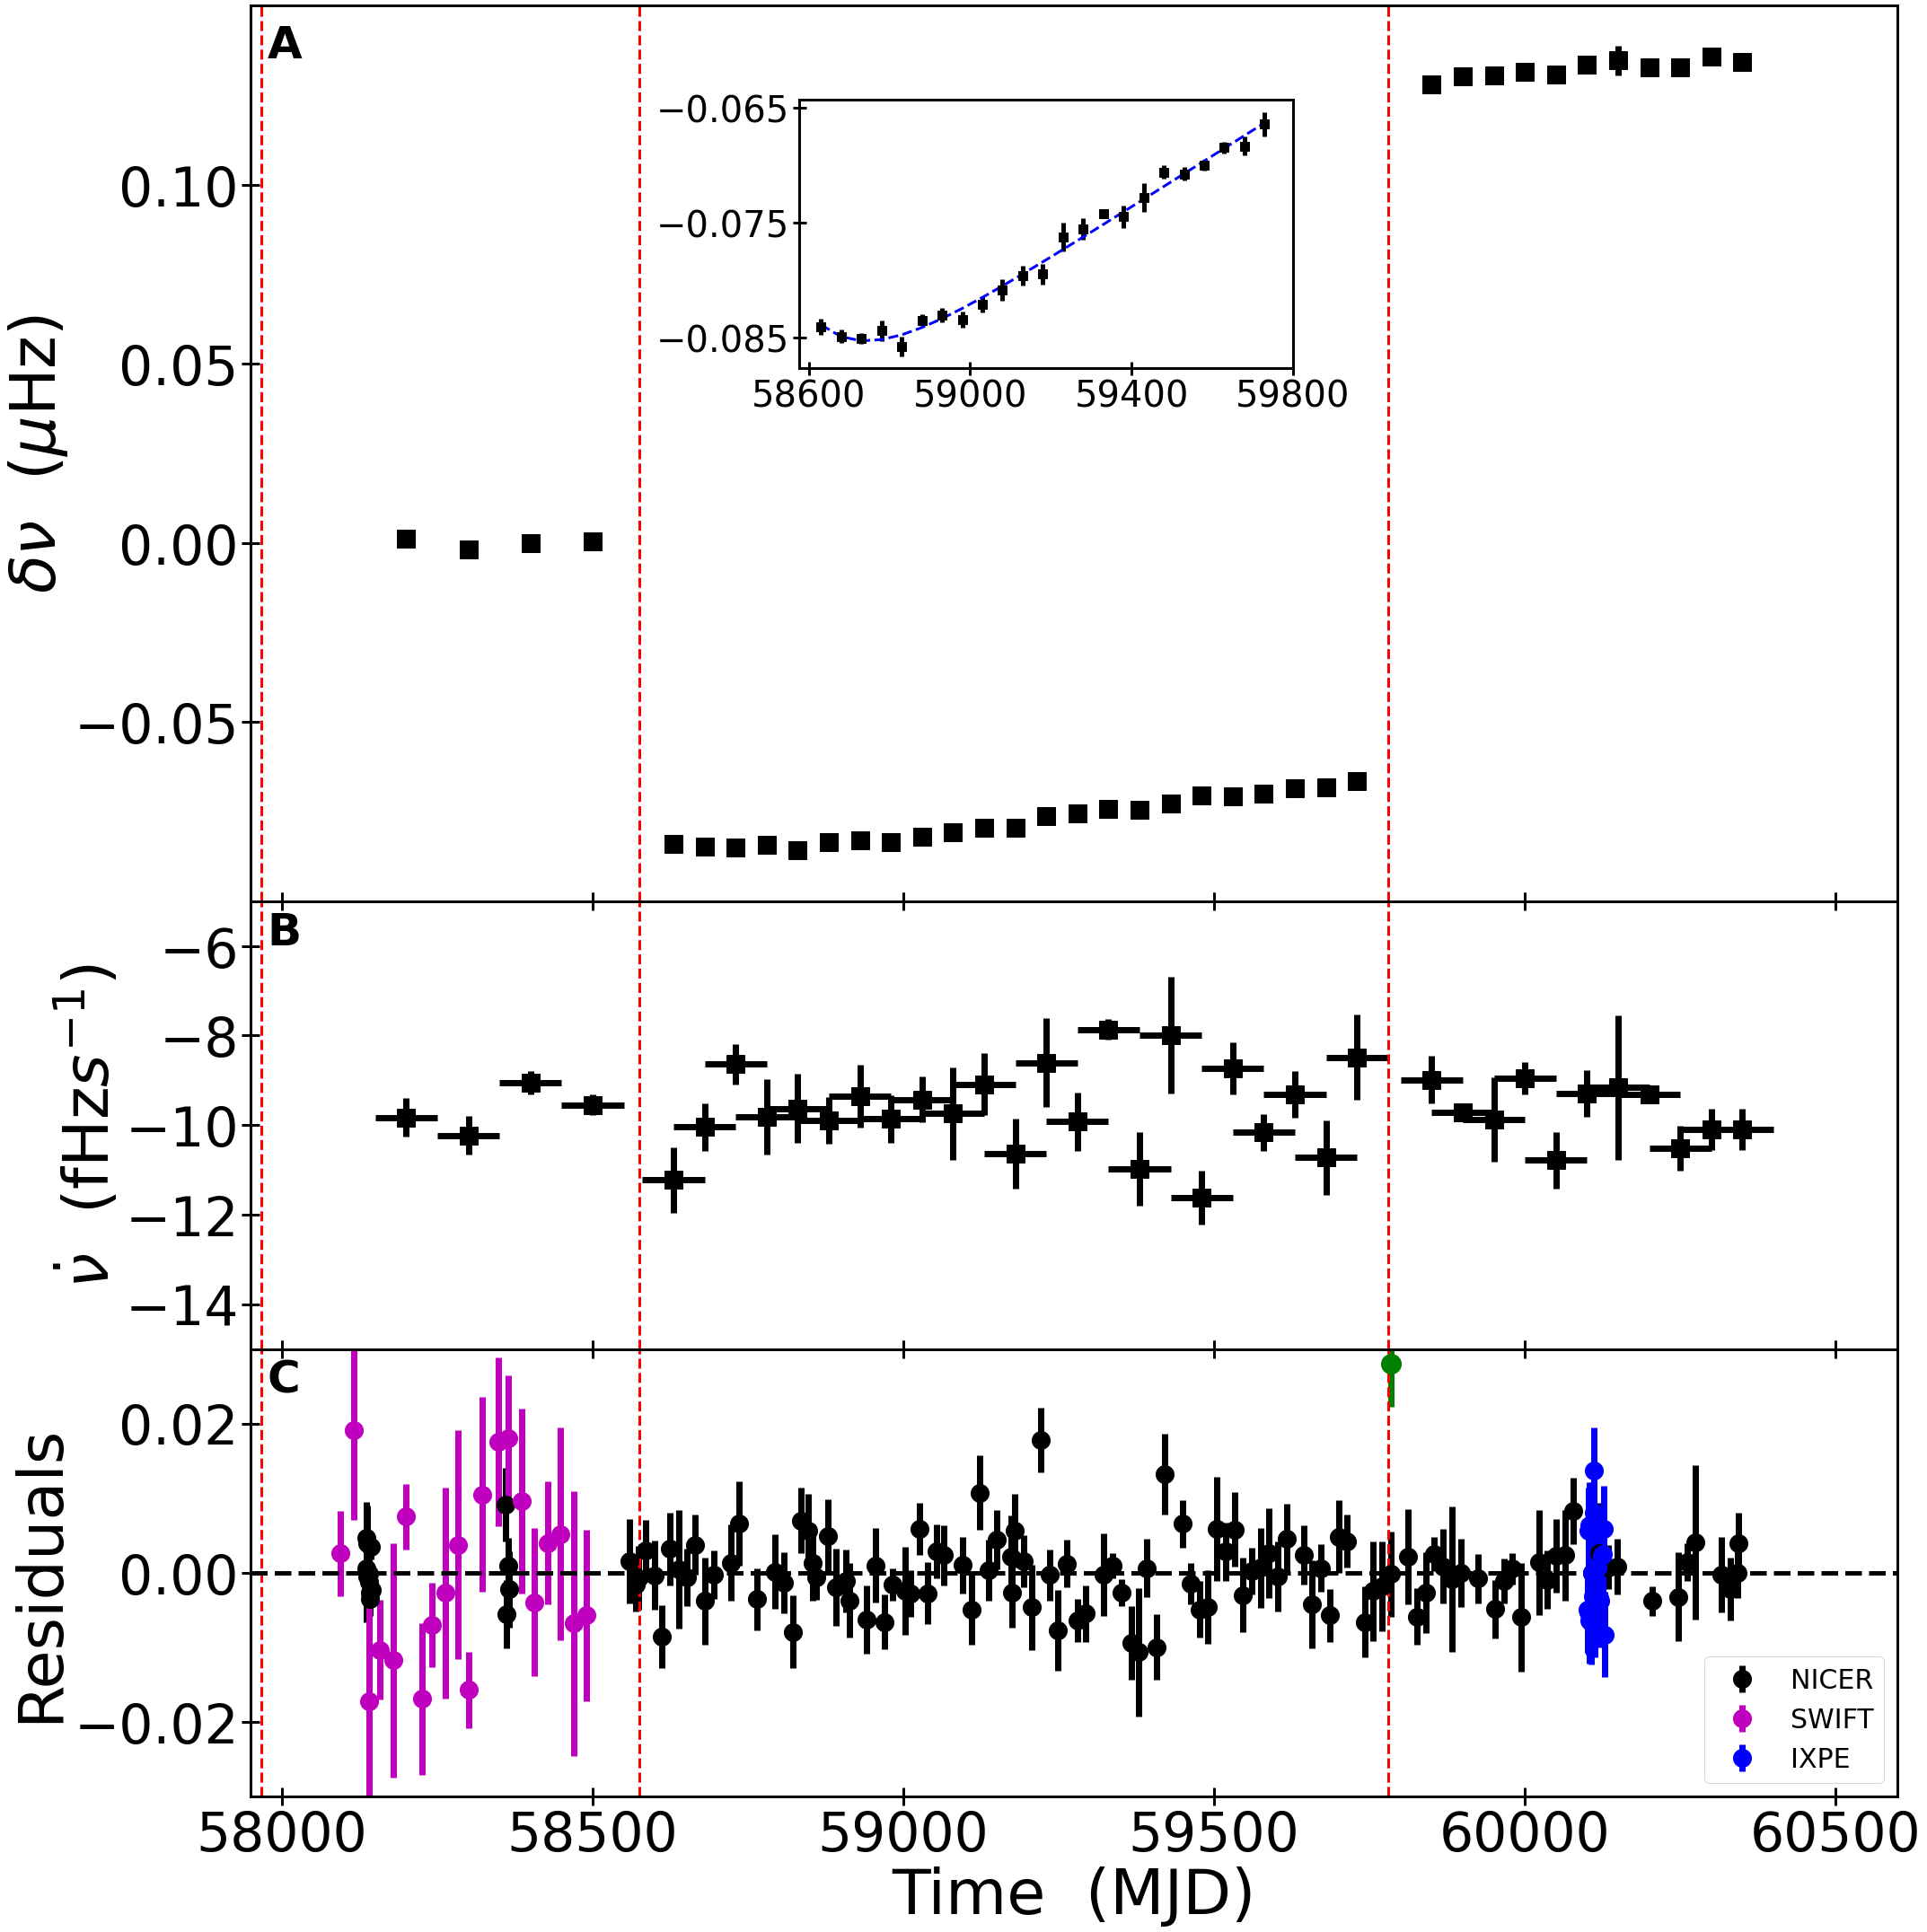 A
δν (μHz)
0.10
0.05
0.00
−0.05
−0.065
−0.075
−0.085
58600 59000 59400 59800
B
ν̇ (fHzs⁻¹)
−6
−8
−10
−12
−14
C
Residuals
0.02
0.00
−0.02
NICER
SWIFT
IXPE
58000 58500 59000 59500 60000 60500
Time (MJD)